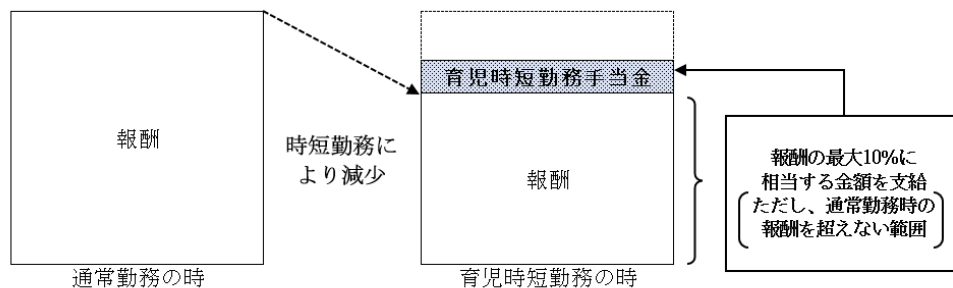 報酬
通常勤務の時
時短勤務に
より減少
育児時短勤務手当金
報酬
育児時短勤務の時
報酬の最大10%に
相当する金額を支給
ただし、通常勤務時の
報酬を超えない範囲